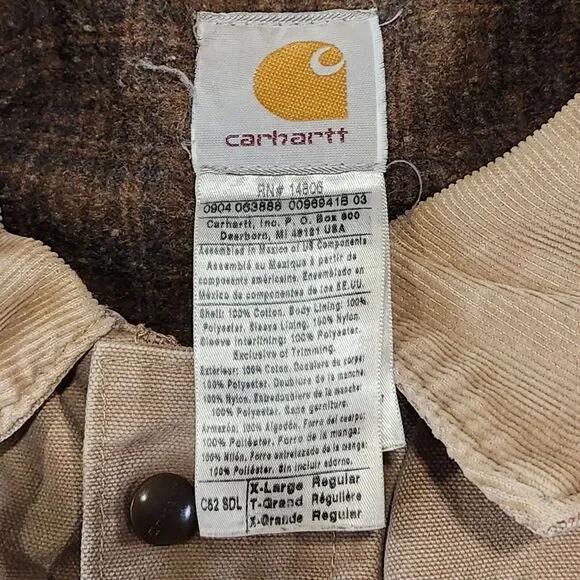 carhartt
RN# 14806
0904 063888 0096941B 03
Carhartt, Inc. P. O. Box 600
Dearborn, MI 48121 USA
Assembled in Mexico of US Components
Assemblé au Mexique à partir de
composants américains. Ensemblado en
México de componentes de los EE.UU.
Shell: 100% Cotton. Body Lining: 100%
Polyester. Sleeve Lining: 100% Nylon.
Sleeve Interlining: 100% Polyester.
Exclusive of Trimming.
Extérieur: 100% Coton. Doublure du corps:
100% Polyester. Doublure de la manche:
100% Nylon. Entredoublure de la manche:
100% Polyester. Sans garniture.
Armezón: 100% Algodón. Forro del cuerpo:
100% Poliéster. Forro de la manga:
100% Nilón. Forro entrelazado de la manga:
100% Poliéster. Sin incluir adorno.
C52 SDL
X-Large Regular
T-Grand Régulière
X-Grande Regular